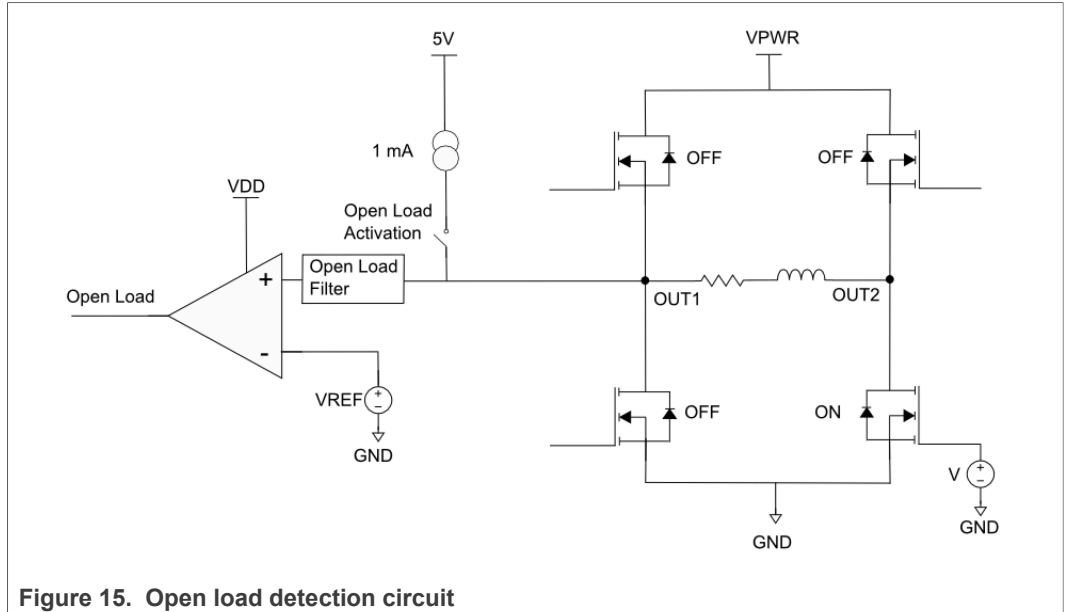 5V
VPWR
1 mA
OFF
OFF
VDD
Open Load
Activation
+
Open Load
Filter
Open Load
OUT1
OUT2
-
VREF
+
−
GND
OFF
ON
V
+
−
GND
GND
Figure 15. Open load detection circuit